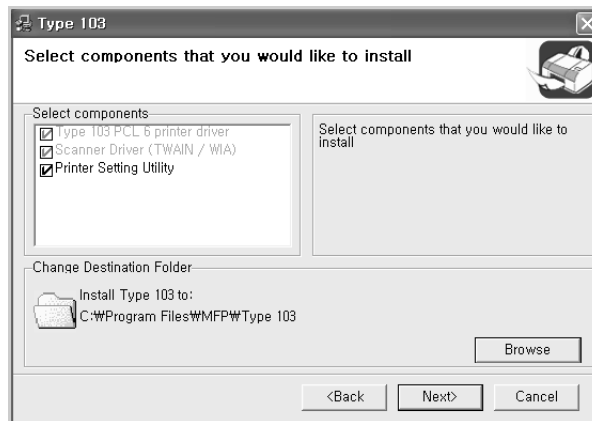 Type 103
Select components that you would like to install
Select components
Type 103 PCL 6 printer driver
Scanner Driver (TWAIN / WIA)
Printer Setting Utility
Select components that you would like to
install
Change Destination Folder
Install Type 103 to:
C:₩Program Files₩MFP₩Type 103
Browse
<Back
Next>
Cancel